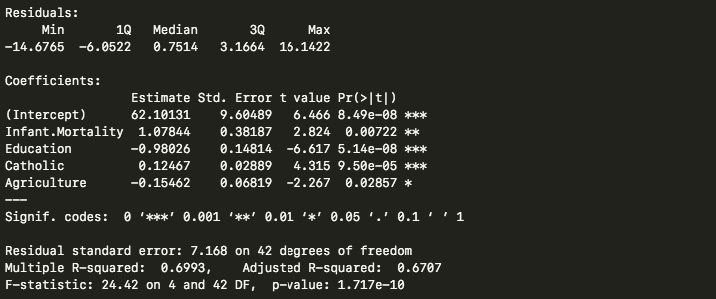 Residuals:
     Min       1Q   Median       3Q      Max
-14.6765  -6.0522   0.7514   3.1664  16.1422

Coefficients:
                 Estimate Std. Error t value Pr(>|t|)
(Intercept)      62.10131    9.60489   6.466 8.49e-08 ***
Infant.Mortality  1.07844    0.38187   2.824  0.00722 **
Education        -0.98026    0.14814  -6.617 5.14e-08 ***
Catholic          0.12467    0.02889   4.315 9.50e-05 ***
Agriculture      -0.15462    0.06819  -2.267  0.02857 *
---
Signif. codes:  0 ‘***’ 0.001 ‘**’ 0.01 ‘*’ 0.05 ‘.’ 0.1 ‘ ’ 1

Residual standard error: 7.168 on 42 degrees of freedom
Multiple R-squared:  0.6993,    Adjusted R-squared:  0.6707
F-statistic: 24.42 on 4 and 42 DF,  p-value: 1.717e-10